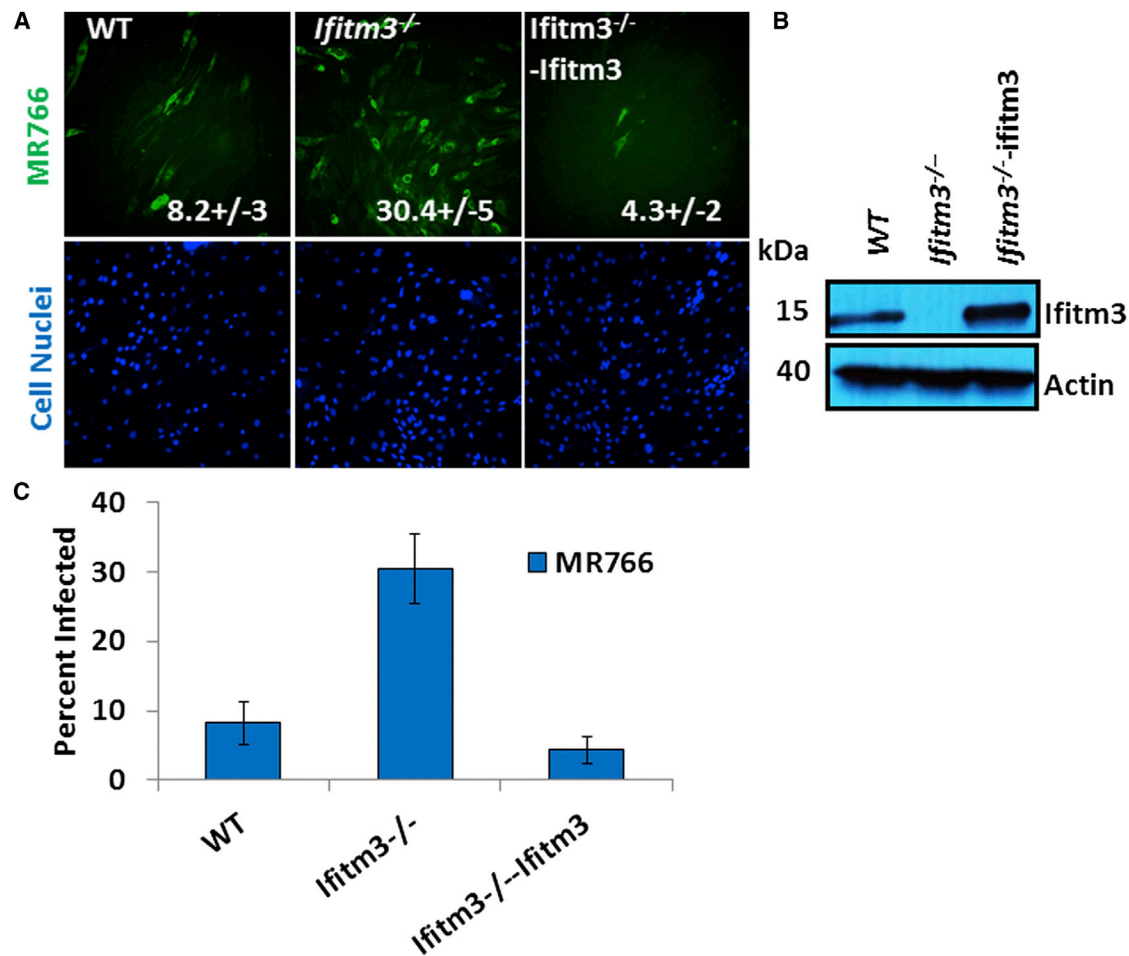 A
WT
Ifitm3-/-
Ifitm3-/-
-Ifitm3
MR766
8.2+/-3
30.4+/-5
4.3+/-2
Cell Nuclei
B
WT
Ifitm3-/-
Ifitm3-/--ifitm3
kDa
15
Ifitm3
40
Actin
C
40
30
20
10
0
Percent Infected
MR766
WT
Ifitm3-/-
Ifitm3-/--Ifitm3